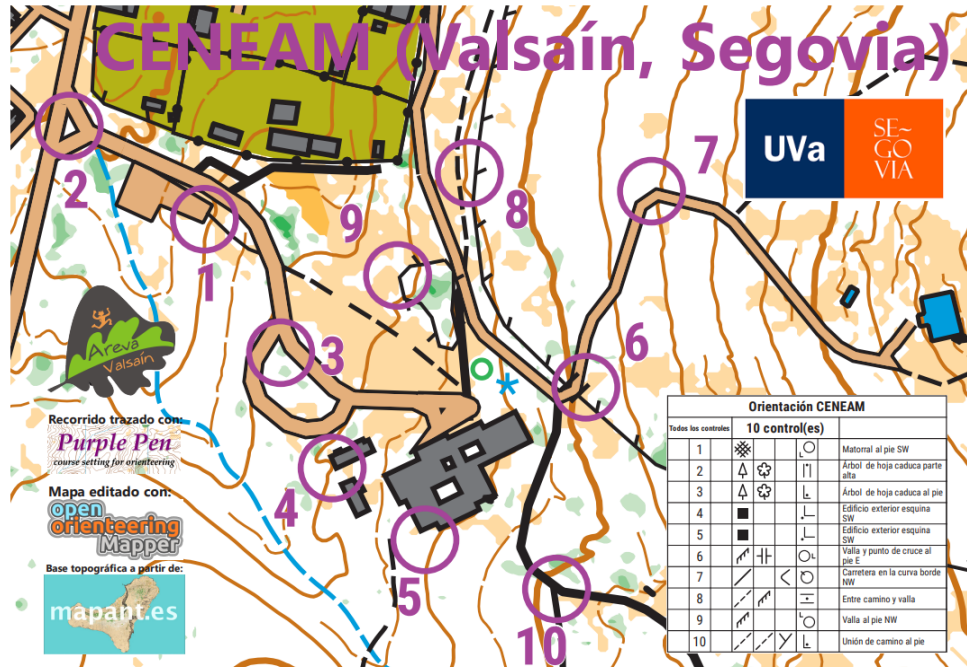 CENEAM (Valsaín, Segovia)
UVa
SE~
GO
VIA
7
2
8
9
1
3
6
Areva
Valsaín
Recorrido trazado con:
Purple Pen
course setting for orienteering
Mapa editado con:
open
orienteering
Mapper
Base topográfica a partir de:
mapant.es
4
5
10
Orientación CENEAM
Todos los controles 10 control(es)
1 Matorral al pie SW
2 Árbol de hoja caduca parte
alta
3 Árbol de hoja caduca al pie
4 Edificio exterior esquina
SW
5 Edificio exterior esquina
SW
6 Valla y punto de cruce al
pie E
7 Carretera en la curva borde
NW
8 Entre camino y valla
9 Valla al pie NW
10 Unión de camino al pie